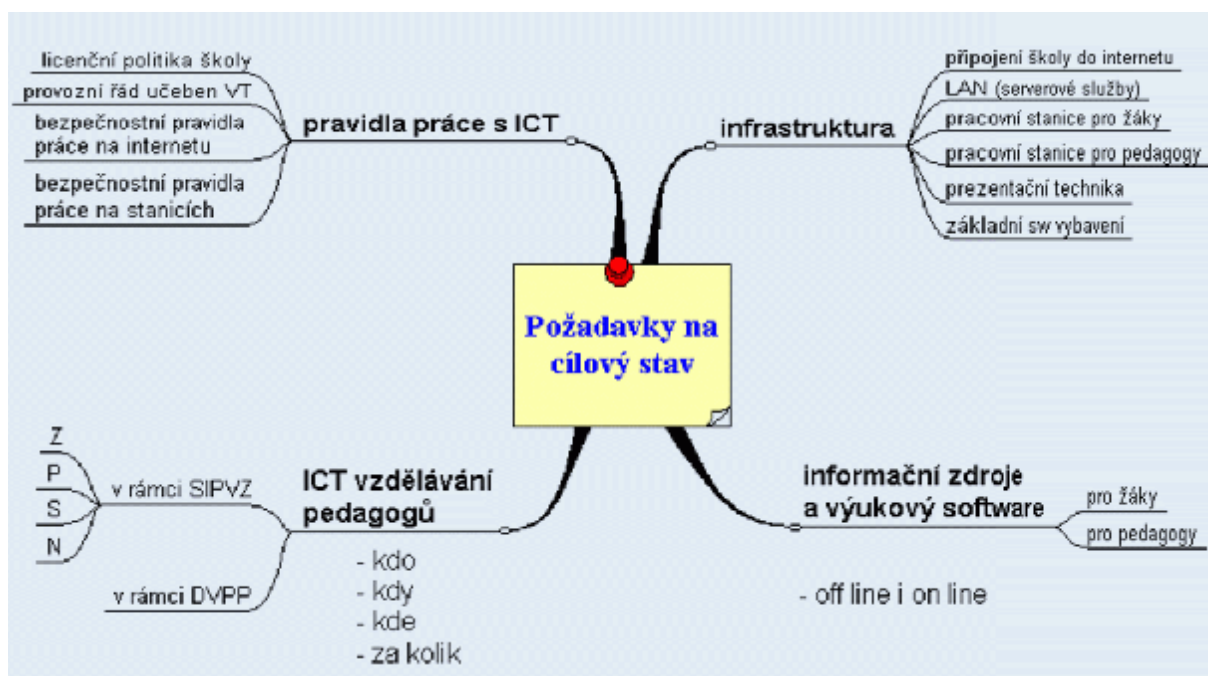 licenční politika školy
provozní řád učeben VT
bezpečnostní pravidla
práce na internetu
bezpečnostní pravidla
práce na stanicích
pravidla práce s ICT
infrastruktura
připojení školy do internetu
LAN (serverové služby)
pracovní stanice pro žáky
pracovní stanice pro pedagogy
prezentační technika
základní sw vybavení
Požadavky na
cílový stav
Z
P
S
N
v rámci SIPVZ
v rámci DVPP
ICT vzdělávání
pedagogů
- kdo
- kdy
- kde
- za kolik
informační zdroje
a výukový software
pro žáky
pro pedagogy
- off line i on line